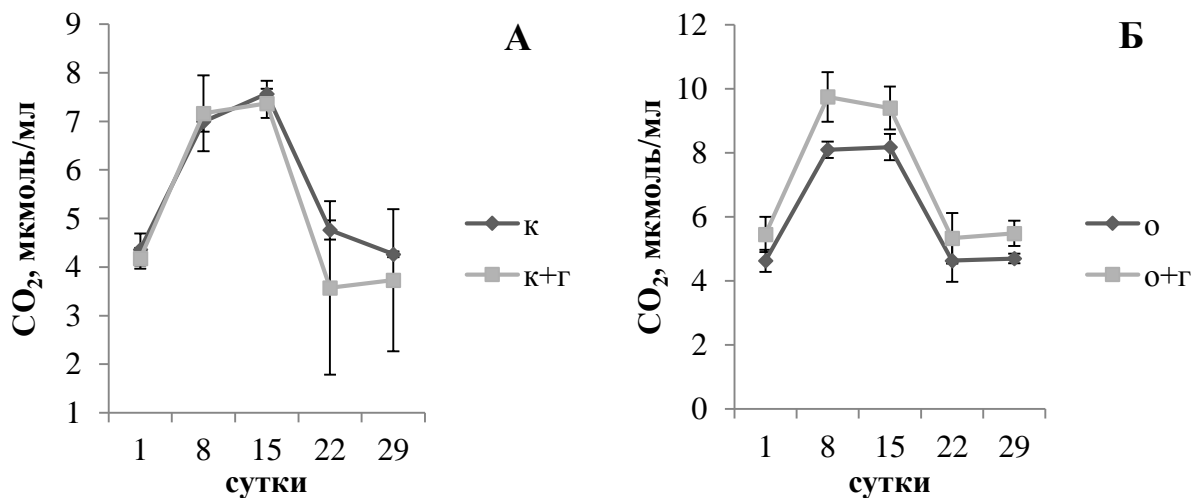 А
CO₂, мкмоль/мл
9
8
7
6
5
4
3
2
1
1 8 15 22 29
сутки
к
к+г
Б
CO₂, мкмоль/мл
12
10
8
6
4
2
0
1 8 15 22 29
сутки
о
о+г